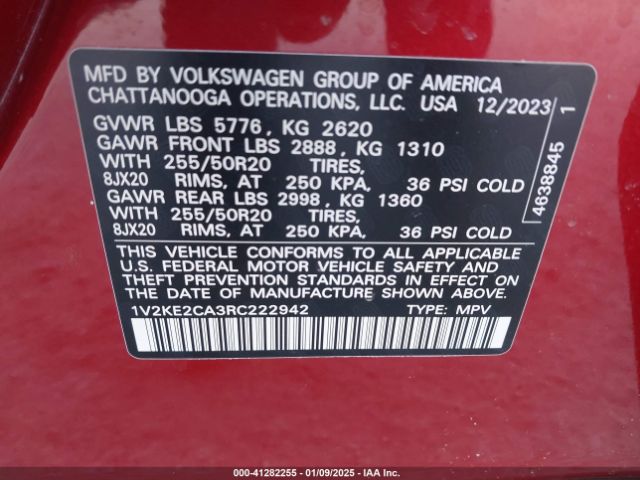 MFD BY VOLKSWAGEN GROUP OF AMERICA
CHATTANOOGA OPERATIONS, LLC. USA 12/2023
GVWR LBS 5776, KG 2620
GAWR FRONT LBS 2888, KG 1310
WITH 255/50R20 TIRES,
8JX20 RIMS, AT 250 KPA, 36 PSI COLD
GAWR REAR LBS 2998, KG 1360
WITH 255/50R20 TIRES,
8JX20 RIMS, AT 250 KPA, 36 PSI COLD
THIS VEHICLE CONFORMS TO ALL APPLICABLE
U.S. FEDERAL MOTOR VEHICLE SAFETY AND
THEFT PREVENTION STANDARDS IN EFFECT ON
THE DATE OF MANUFACTURE SHOWN ABOVE.
1V2KE2CA3RC222942 TYPE: MPV
4638845 1
000-41282255 - 01/09/2025 - IAA Inc.